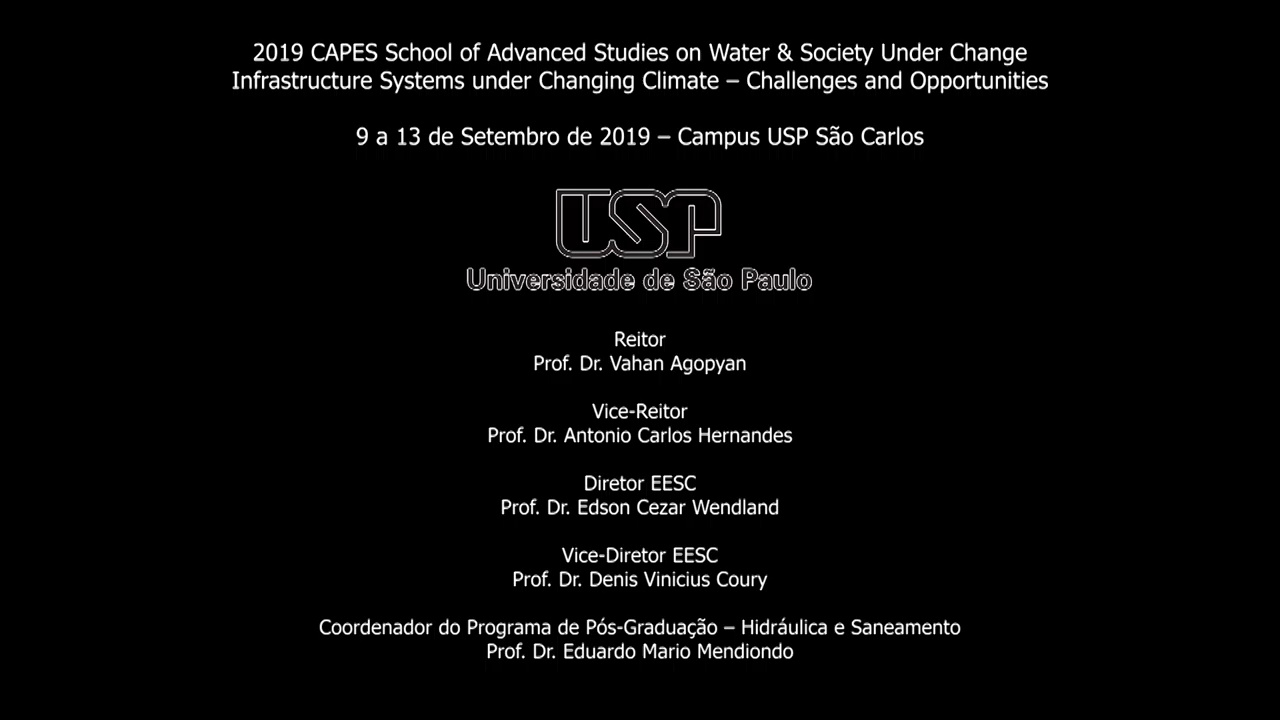 2019 CAPES School of Advanced Studies on Water & Society Under Change
Infrastructure Systems under Changing Climate – Challenges and Opportunities
9 a 13 de Setembro de 2019 – Campus USP São Carlos
USP
Universidade de São Paulo
Reitor
Prof. Dr. Vahan Agopyan
Vice-Reitor
Prof. Dr. Antonio Carlos Hernandes
Diretor EESC
Prof. Dr. Edson Cezar Wendland
Vice-Diretor EESC
Prof. Dr. Denis Vinicius Coury
Coordenador do Programa de Pós-Graduação – Hidráulica e Saneamento
Prof. Dr. Eduardo Mario Mendiondo